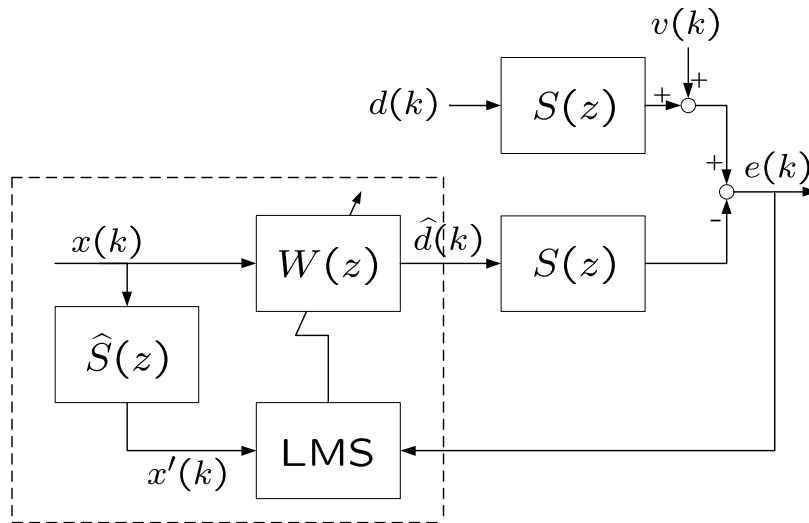 v(k)
+
d(k)
S(z)
+
+
e(k)
-
x(k)
W(z)
d̂(k)
S(z)
Ŝ(z)
x′(k)
LMS